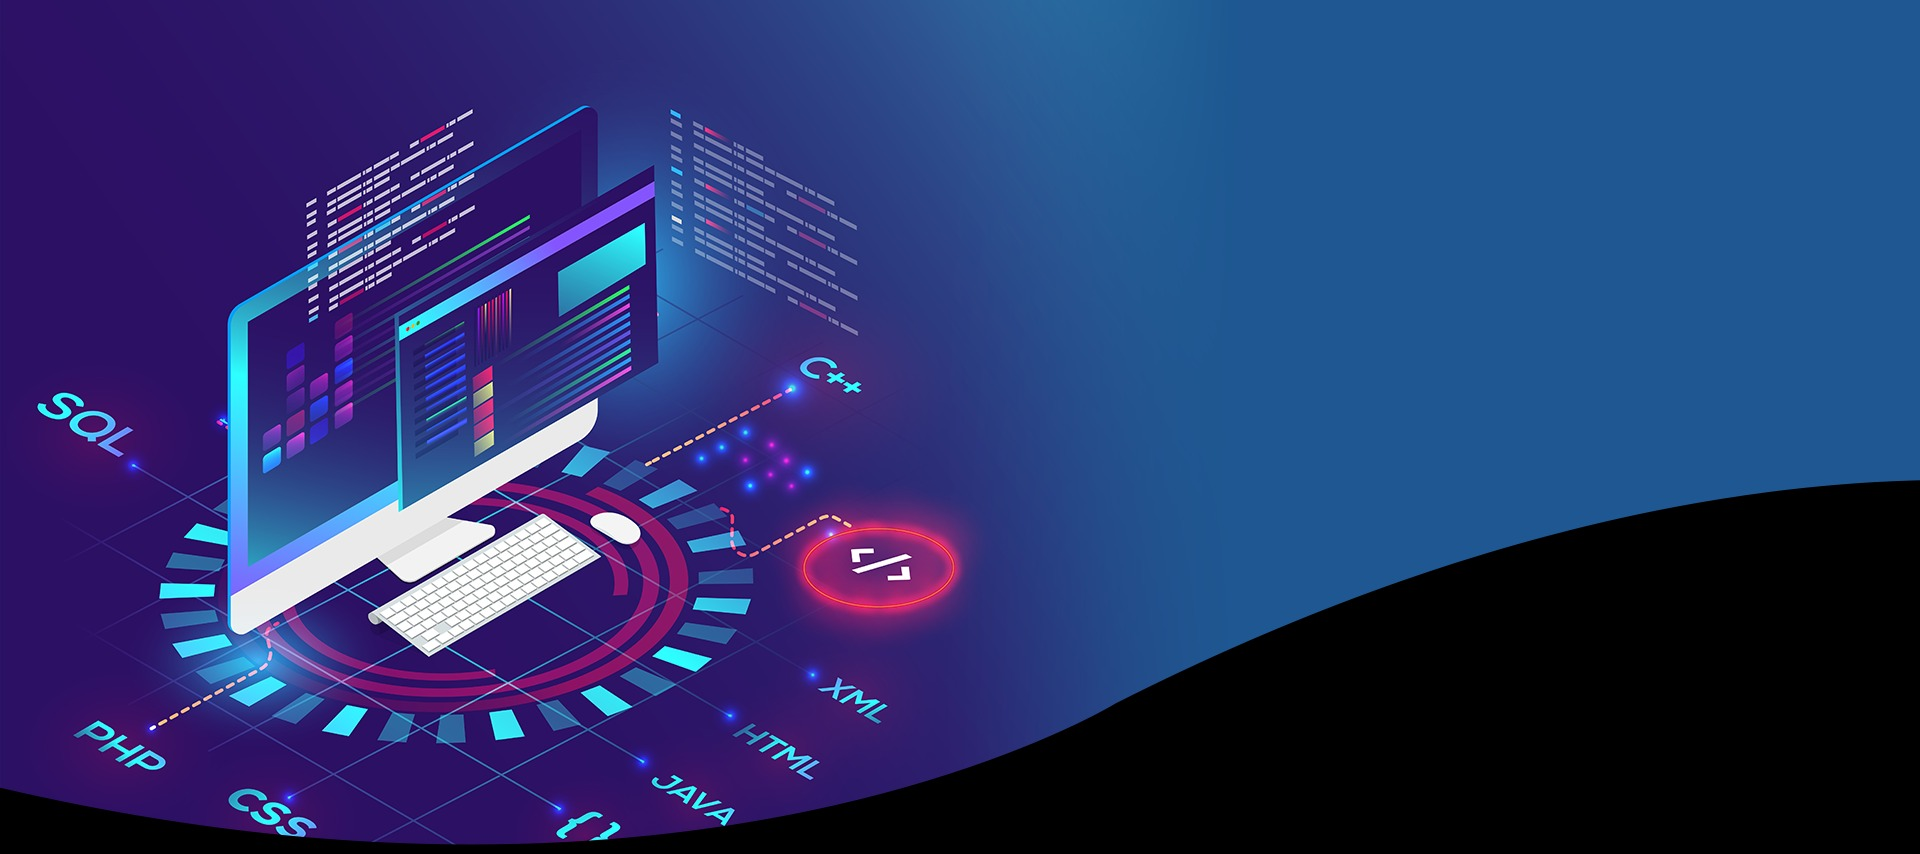 SQL
C++
</>
XML
HTML
JAVA
{}
CSS
PHP